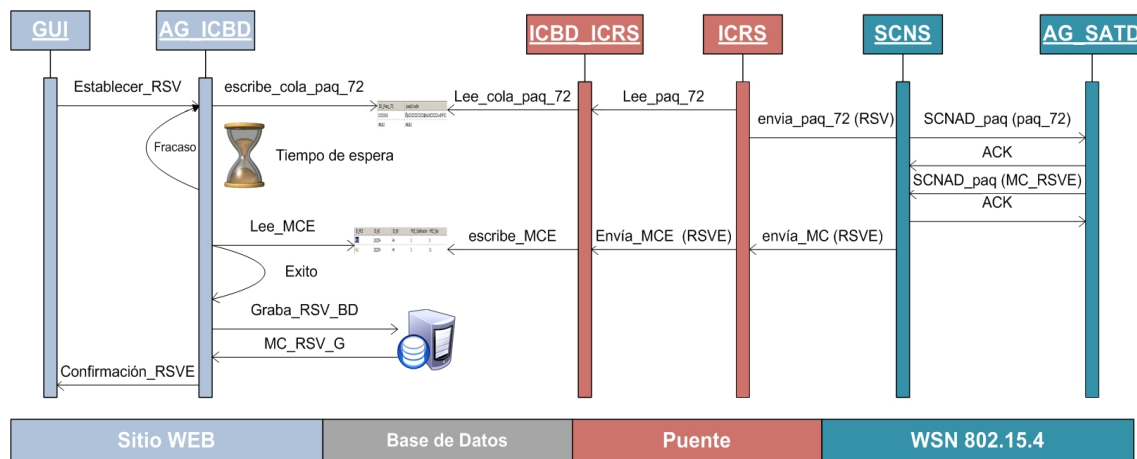 GUI
AG_ICBD
ICBD_ICRS
ICRS
SCNS
AG_SATD
Establecer_RSV
escribe_cola_paq_72
Lee_cola_paq_72
Lee_paq_72
envia_paq_72 (RSV)
SCNAD_paq (paq_72)
Fracaso
Tiempo de espera
ACK
SCNAD_paq (MC_RSVE)
ACK
Lee_MCE
escribe_MCE
Envía_MCE (RSVE)
envía_MC (RSVE)
Exito
Graba_RSV_BD
MC_RSV_G
Confirmación_RSVE
Sitio WEB
Base de Datos
Puente
WSN 802.15.4